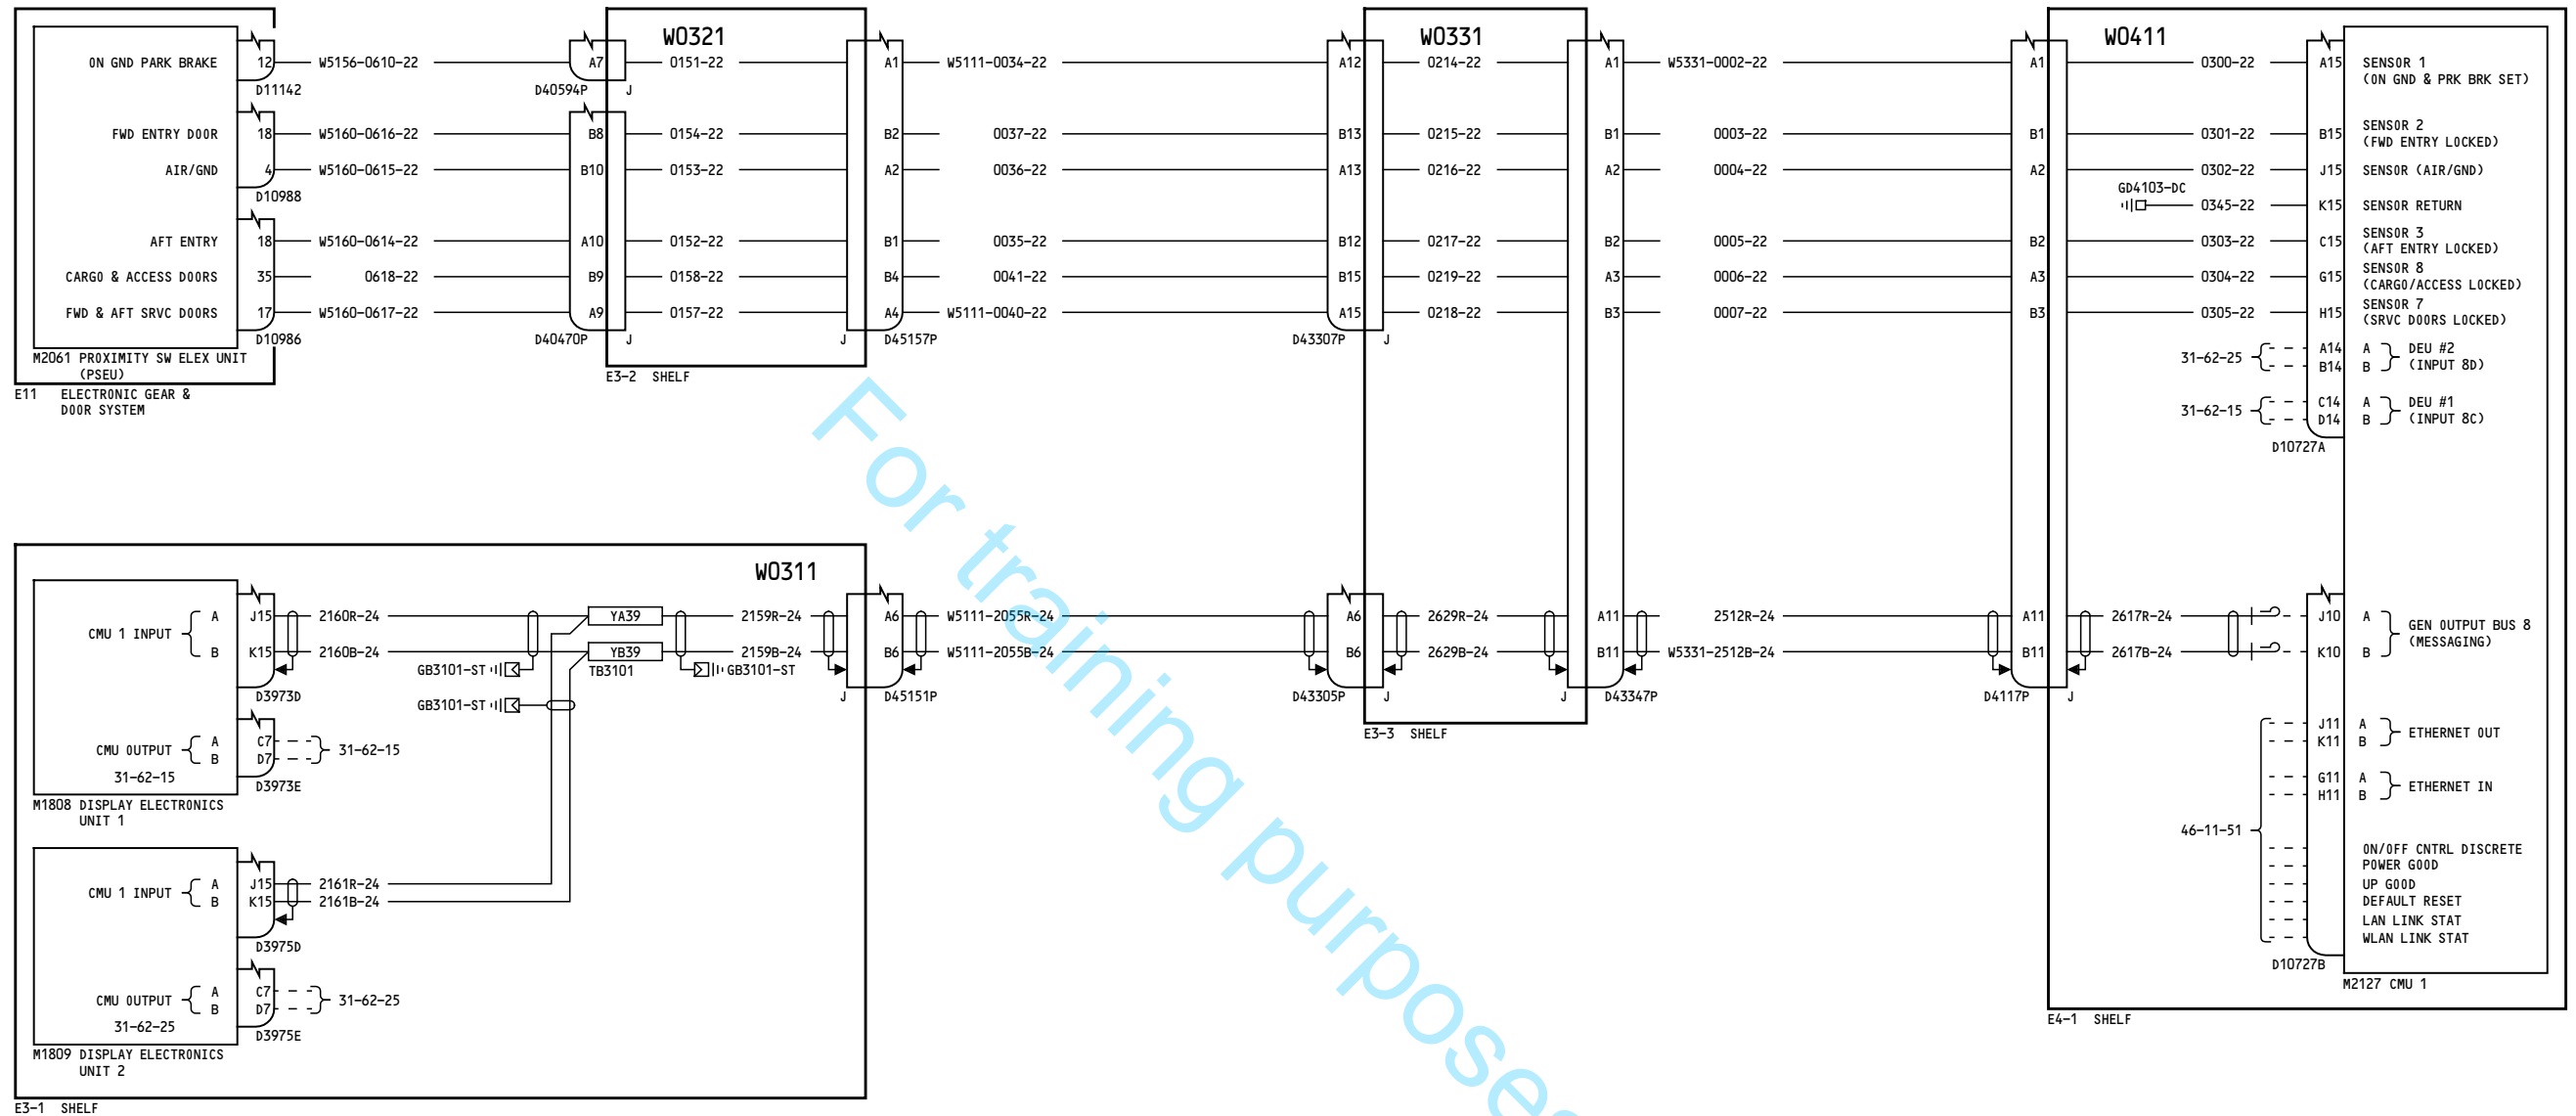 W0321
W0331
W0411
ON GND PARK BRAKE 12 W5156-0610-22 A7 0151-22 A1 W5111-0034-22 A12 0214-22 A1 W5331-0002-22 A1 0300-22 A15 SENSOR 1
(ON GND & PRK BRK SET)
D11142 D40594P J
FWD ENTRY DOOR 18 W5160-0616-22 B8 0154-22 B2 0037-22 B13 0215-22 B1 0003-22 B1 0301-22 B15 SENSOR 2
(FWD ENTRY LOCKED)
AIR/GND 4 W5160-0615-22 B10 0153-22 A2 0036-22 A13 0216-22 A2 0004-22 A2 0302-22 J15 SENSOR (AIR/GND)
D10988
GD4103-DC
0345-22 K15 SENSOR RETURN
AFT ENTRY 18 W5160-0614-22 A10 0152-22 B1 0035-22 B12 0217-22 B2 0005-22 B2 0303-22 C15 SENSOR 3
(AFT ENTRY LOCKED)
CARGO & ACCESS DOORS 35 0618-22 B9 0158-22 B4 0041-22 B15 0219-22 A3 0006-22 A3 0304-22 G15 SENSOR 8
(CARGO/ACCESS LOCKED)
FWD & AFT SRVC DOORS 17 W5160-0617-22 A9 0157-22 A4 W5111-0040-22 A15 0218-22 B3 0007-22 B3 0305-22 H15 SENSOR 7
(SRVC DOORS LOCKED)
D10986 D40470P J J D45157P D43307P J
M2061 PROXIMITY SW ELEX UNIT
(PSEU)
E11 ELECTRONIC GEAR &
DOOR SYSTEM
E3-2 SHELF
31-62-25 A14 A DEU #2
B14 B (INPUT 8D)
31-62-15 C14 A DEU #1
D14 B (INPUT 8C)
D10727A
W0311
CMU 1 INPUT A J15 2160R-24 YA39 2159R-24 A6 W5111-2055R-24 A6 2629R-24 A11 2512R-24 A11 2617R-24 J10 A GEN OUTPUT BUS 8
(MESSAGING)
B K15 2160B-24 YB39 2159B-24 B6 W5111-2055B-24 B6 2629B-24 B11 W5331-2512B-24 B11 2617B-24 K10 B
GB3101-ST TB3101 GB3101-ST
D3973D GB3101-ST J D45151P D43305P J J D43347P D4117P J
E3-3 SHELF
CMU OUTPUT A C7 31-62-15
B D7
31-62-15
D3973E
M1808 DISPLAY ELECTRONICS
UNIT 1
J11 A ETHERNET OUT
K11 B
G11 A ETHERNET IN
H11 B
46-11-51
ON/OFF CNTRL DISCRETE
POWER GOOD
UP GOOD
DEFAULT RESET
LAN LINK STAT
WLAN LINK STAT
D10727B
M2127 CMU 1
E4-1 SHELF
CMU 1 INPUT A J15 2161R-24
B K15 2161B-24
D3975D
CMU OUTPUT A C7 31-62-25
B D7
31-62-25
D3975E
M1809 DISPLAY ELECTRONICS
UNIT 2
E3-1 SHELF
For training purposes